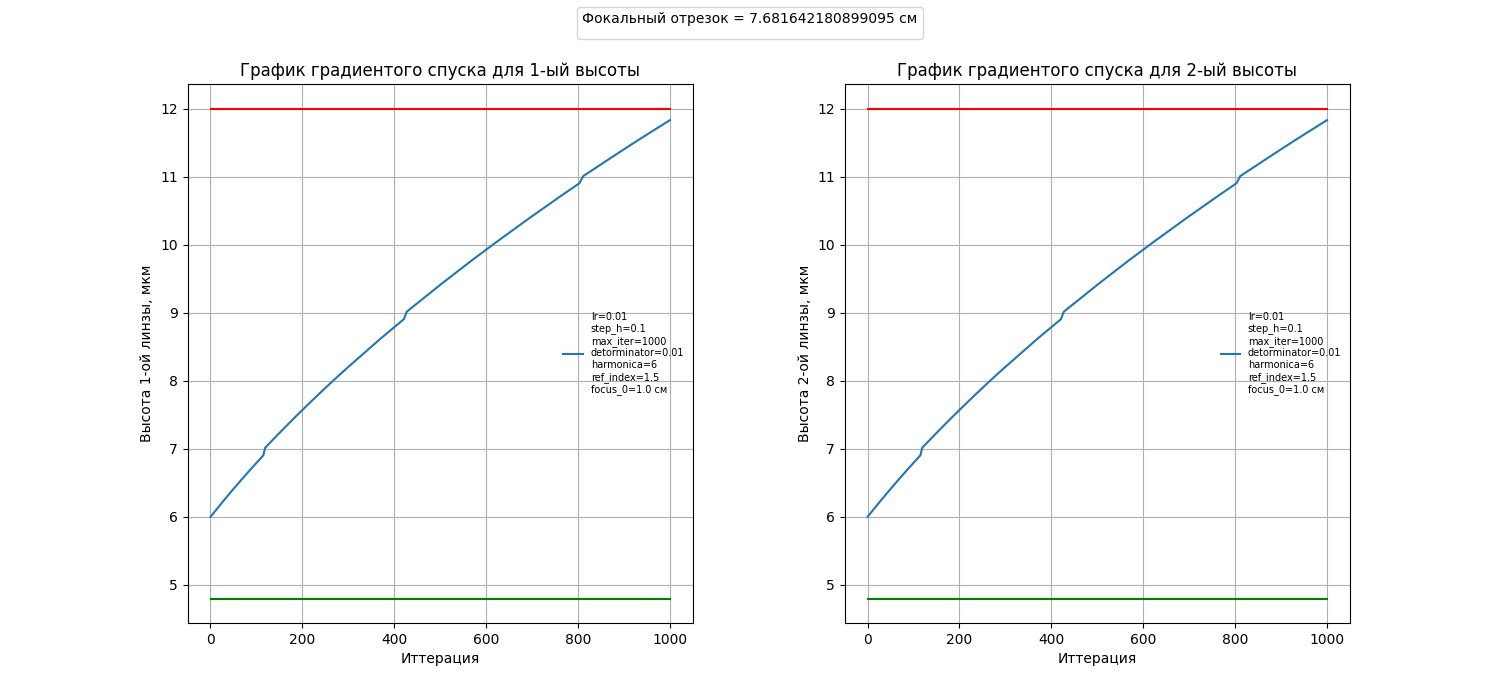 Фокальный отрезок = 7.681642180899095 см
График градиентого спуска для 1-ый высоты
12
11
10
9
8
7
6
5
Высота 1-ой линзы, мкм
lr=0.01
step_h=0.1
max_iter=1000
detorminator=0.01
harmonica=6
ref_index=1.5
focus_0=1.0 см
0 200 400 600 800 1000
Иттерация
График градиентого спуска для 2-ый высоты
12
11
10
9
8
7
6
5
Высота 2-ой линзы, мкм
lr=0.01
step_h=0.1
max_iter=1000
detorminator=0.01
harmonica=6
ref_index=1.5
focus_0=1.0 см
0 200 400 600 800 1000
Иттерация